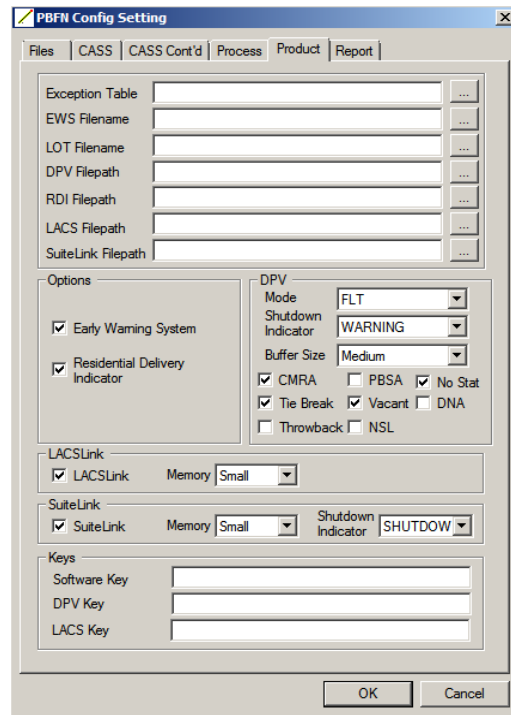 PBFN Config Setting
Files CASS CASS Cont'd Process Product Report
Exception Table ...
EWS Filename ...
LOT Filename ...
DPV Filepath ...
RDI Filepath ...
LACS Filepath ...
SuiteLink Filepath ...
Options
Early Warning System
Residential Delivery
Indicator
DPV
Mode FLT
Shutdown
Indicator WARNING
Buffer Size Medium
CMRA PBSA No Stat
Tie Break Vacant DNA
Throwback NSL
LACSLink
LACSLink Memory Small
SuiteLink
SuiteLink Memory Small Shutdown
Indicator SHUTDOW
Keys
Software Key
DPV Key
LACS Key
OK Cancel